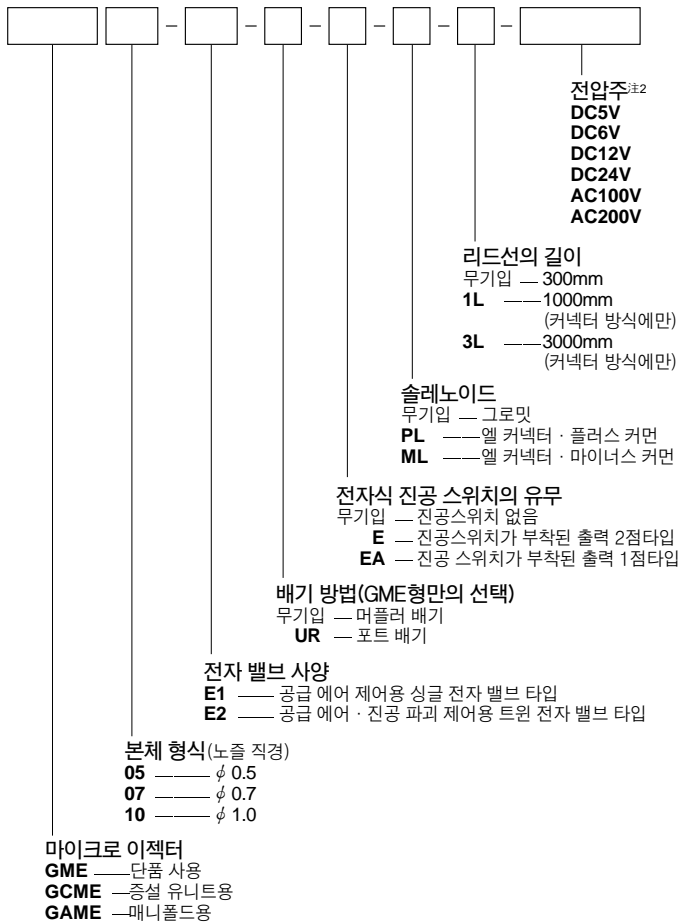 전압주注2
DC5V
DC6V
DC12V
DC24V
AC100V
AC200V
리드선의 길이
무기입 — 300mm
1L ——1000mm
(커넥터 방식에만)
3L ——3000mm
(커넥터 방식에만)
솔레노이드
무기입 — 그로밋
PL ——엘 커넥터 · 플러스 커먼
ML ——엘 커넥터 · 마이너스 커먼
전자식 진공 스위치의 유무
무기입 — 진공스위치 없음
E — 진공스위치가 부착된 출력 2점타입
EA — 진공 스위치가 부착된 출력 1점타입
배기 방법(GME형만의 선택)
무기입 — 머플러 배기
UR — 포트 배기
전자 밸브 사양
E1 —— 공급 에어 제어용 싱글 전자 밸브 타입
E2 —— 공급 에어 · 진공 파괴 제어용 트윈 전자 밸브 타입
본체 형식(노즐 직경)
05 ——— ϕ 0.5
07 ——— ϕ 0.7
10 ——— ϕ 1.0
마이크로 이젝터
GME ——단품 사용
GCME —증설 유니트용
GAME —매니폴드용